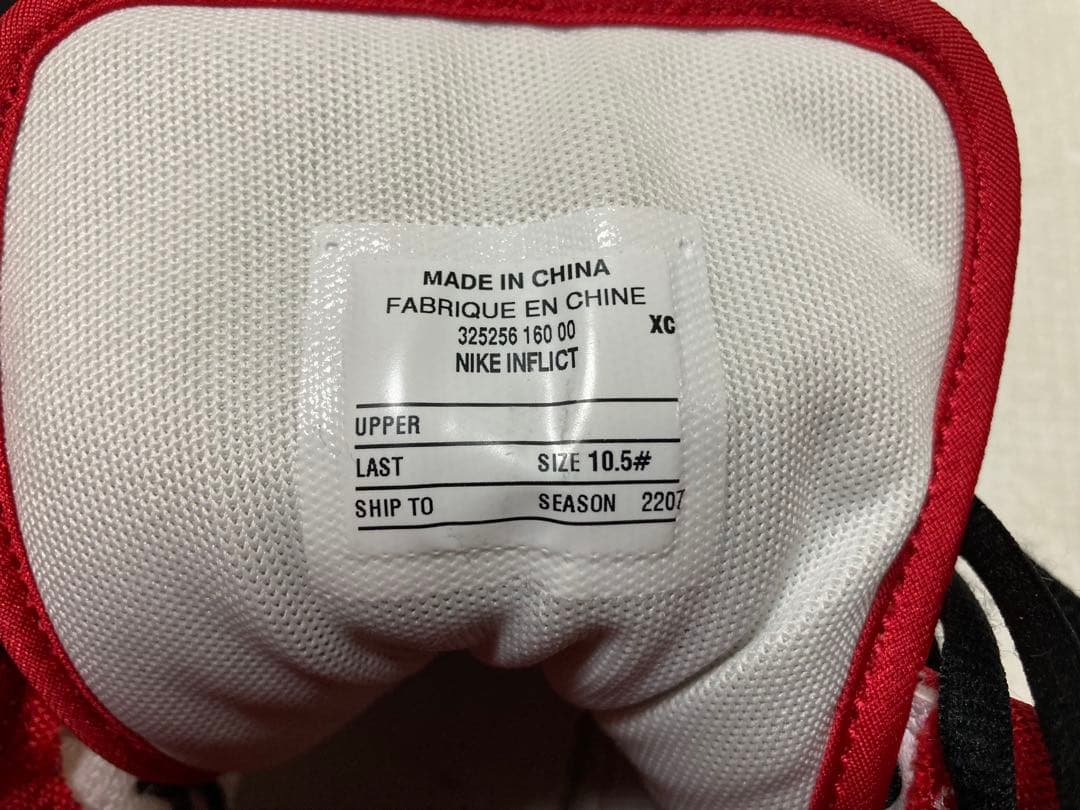 MADE IN CHINA
FABRIQUE EN CHINE
325256 160 00 XC
NIKE INFLICT
UPPER
LAST SIZE 10.5#
SHIP TO SEASON 2207